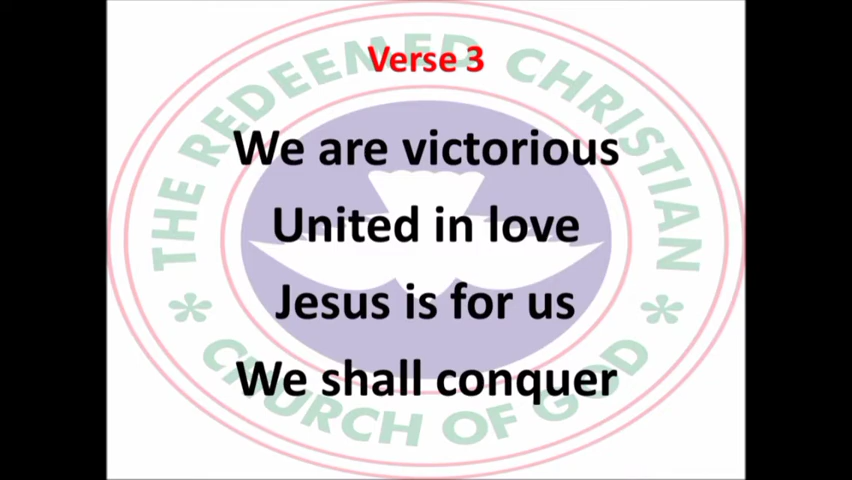 THE REDEEMED CHRISTIAN
Verse 3
We are victorious
United in love
Jesus is for us
We shall conquer
CHURCH OF GOD